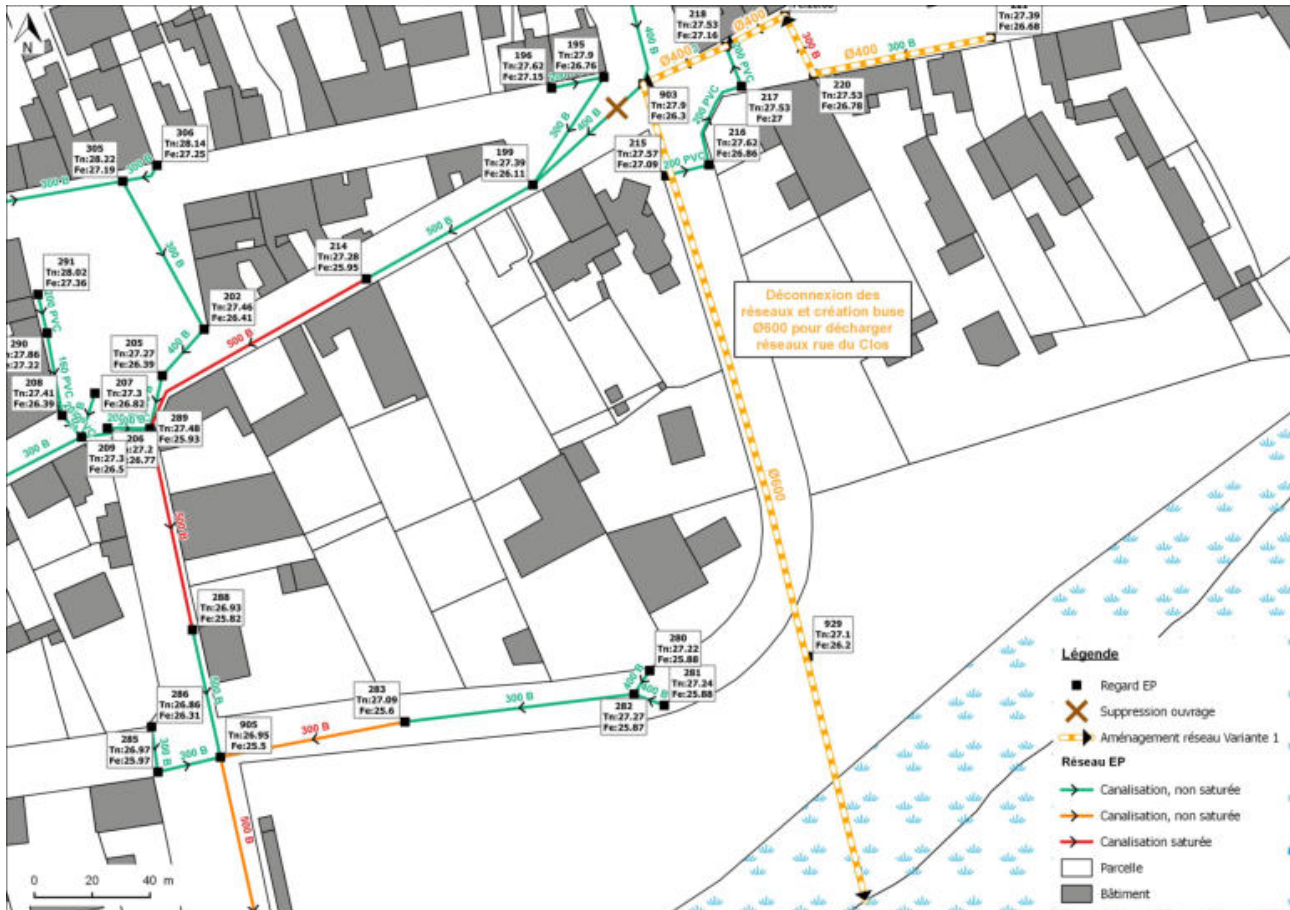 N
218
Tn:27.53
Fe:27.16
Ø400
Ø400
300 B
Ø400
300 B
Tn:27.39
Fe:26.68
400 B
200 PVC
195
Tn:27.9
Fe:26.76
196
Tn:27.62
Fe:27.15
903
Tn:27.9
Fe:26.3
217
Tn:27.53
Fe:27
220
Tn:27.53
Fe:26.78
300 B
400 B
200 PVC
216
Tn:27.62
Fe:26.86
215
Tn:27.57
Fe:27.09
200 PVC
306
Tn:28.14
Fe:27.25
305
Tn:28.22
Fe:27.19
300 B
300 B
199
Tn:27.39
Fe:26.11
500 B
300 B
214
Tn:27.28
Fe:25.95
291
Tn:28.02
Fe:27.36
200 PVC
202
Tn:27.46
Fe:26.41
500 B
400 B
290
Tn:27.86
Fe:27.22
205
Tn:27.27
Fe:26.39
160 PVC
208
Tn:27.41
Fe:26.39
207
Tn:27.3
Fe:26.82
289
Tn:27.48
Fe:25.93
300 B
300 B
206
Tn:27.2
Fe:26.77
209
Tn:27.3
Fe:26.5
Déconnexion des
réseaux et création buse
Ø600 pour décharger
réseaux rue du Clos
Ø600
500 B
288
Tn:26.93
Fe:25.82
500 B
929
Tn:27.1
Fe:26.2
280
Tn:27.22
Fe:25.88
281
Tn:27.24
Fe:25.88
400 B
400 B
282
Tn:27.27
Fe:25.87
300 B
283
Tn:27.09
Fe:25.6
300 B
286
Tn:26.86
Fe:26.31
905
Tn:26.95
Fe:25.5
285
Tn:26.97
Fe:25.97
300 B
300 B
500 B
Légende
Regard EP
Suppression ouvrage
Aménagement réseau Variante 1
Réseau EP
Canalisation, non saturée
Canalisation, non saturée
Canalisation saturée
Parcelle
Bâtiment
0 20 40 m